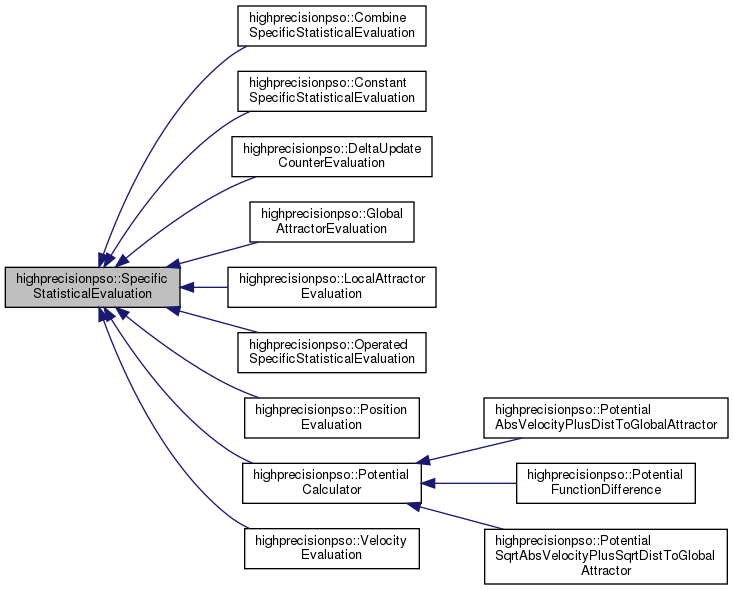 highprecisionpso::Combine
SpecificStatisticalEvaluation
highprecisionpso::Constant
SpecificStatisticalEvaluation
highprecisionpso::DeltaUpdate
CounterEvaluation
highprecisionpso::Global
AttractorEvaluation
highprecisionpso::Specific
StatisticalEvaluation
highprecisionpso::LocalAttractor
Evaluation
highprecisionpso::Operated
SpecificStatisticalEvaluation
highprecisionpso::Position
Evaluation
highprecisionpso::Potential
Calculator
highprecisionpso::Velocity
Evaluation
highprecisionpso::Potential
AbsVelocityPlusDistToGlobalAttractor
highprecisionpso::Potential
FunctionDifference
highprecisionpso::Potential
SqrtAbsVelocityPlusSqrtDistToGlobal
Attractor